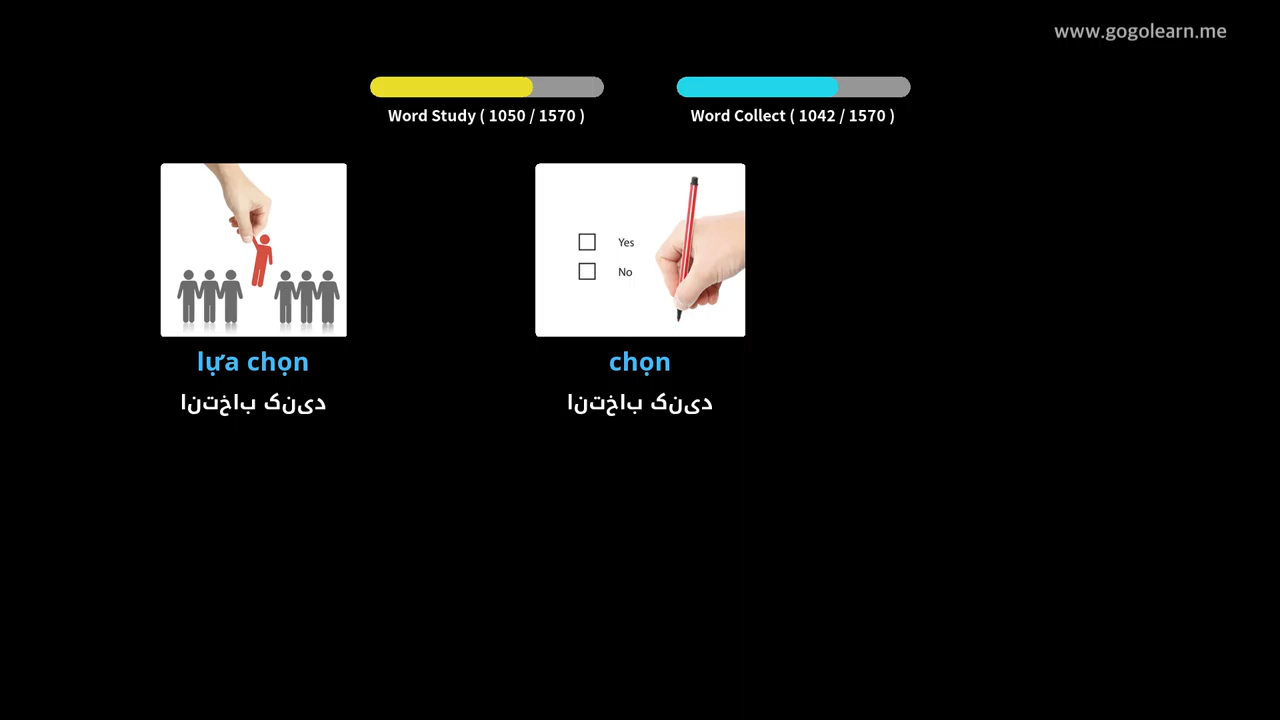 www.gogolearn.me
Word Study ( 1050 / 1570 )
Word Collect ( 1042 / 1570 )
Yes
No
lựa chọn
chọn
انتخاب کنید
انتخاب کنید